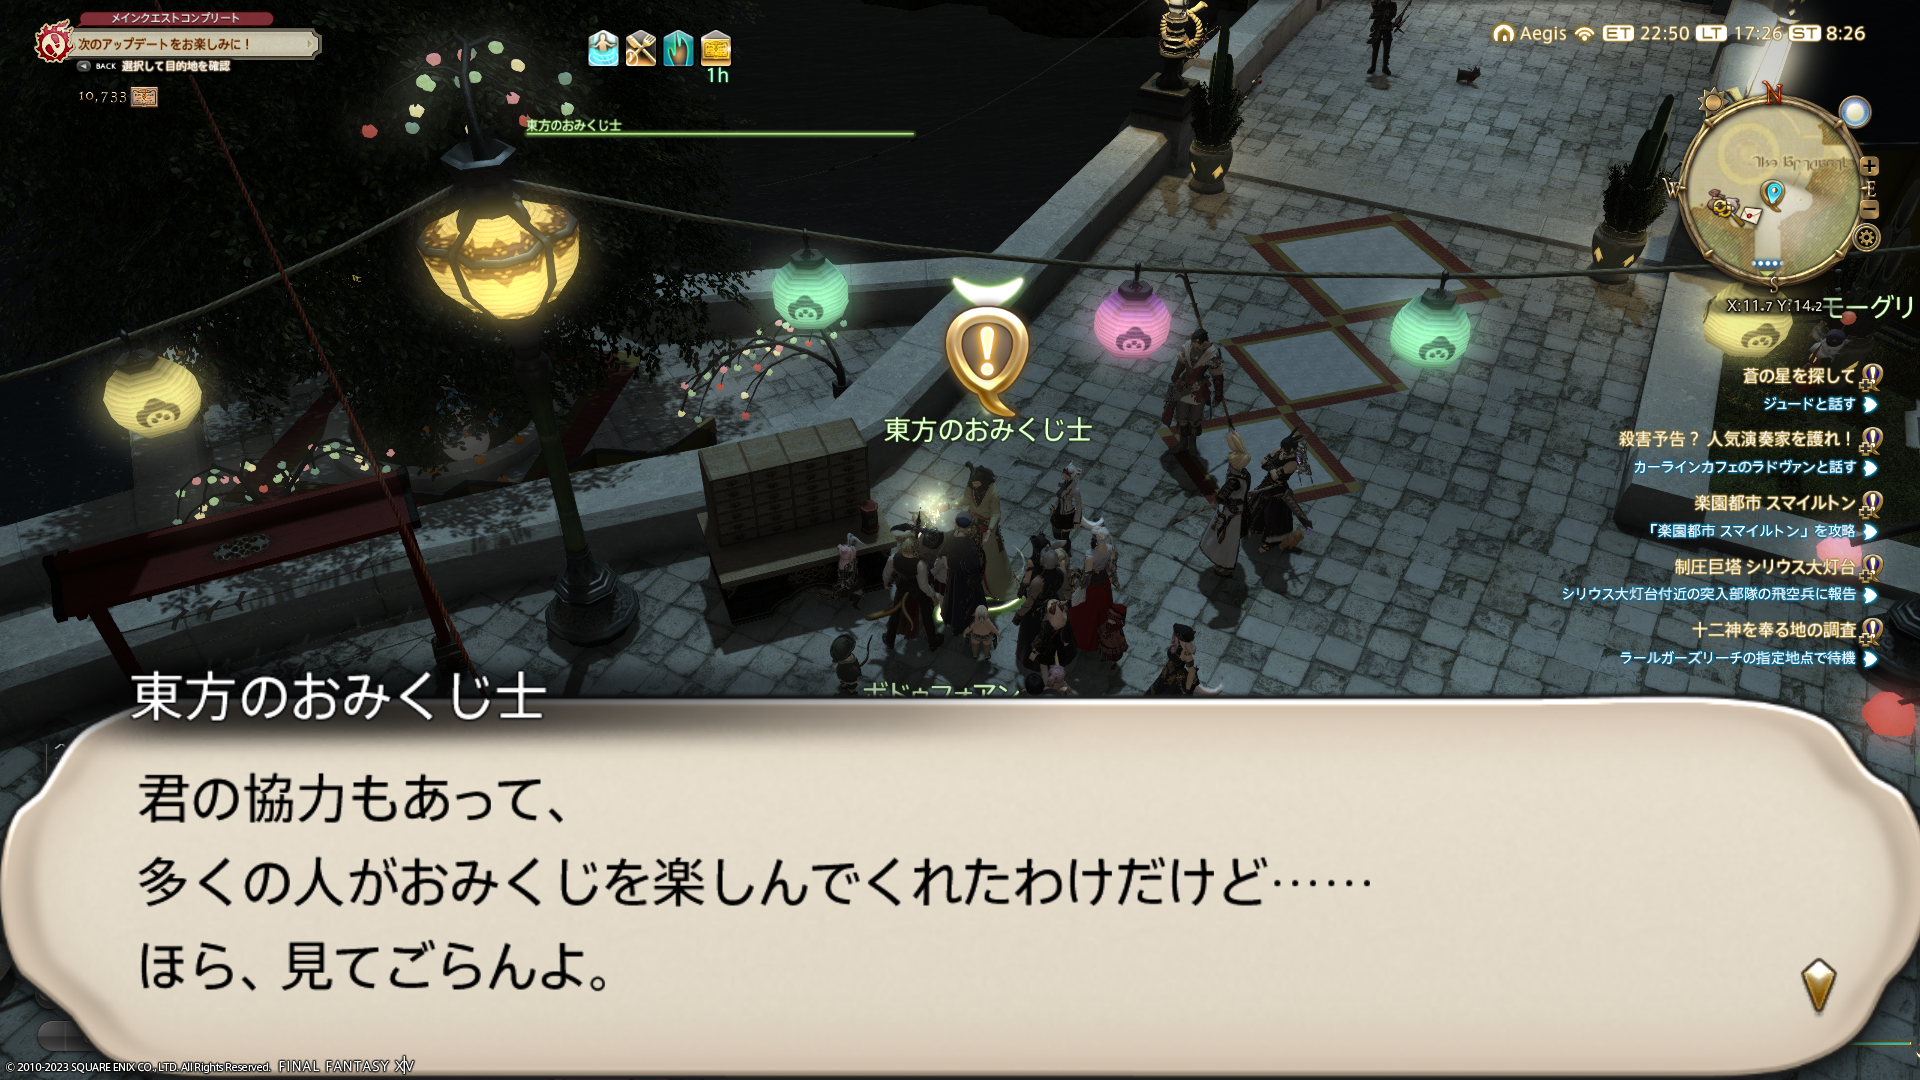 メインクエストコンプリート
次のアップデートをお楽しみに！
BACK 選択して目的地を確認
10,733
1h
東方のおみくじ士
Aegis ET 22:50 LT 17:26 ST 8:26
N
W
E
S
X:11.7 Y:14.2
モーグリ
蒼の星を探して
ジュードと話す
殺害予告？ 人気演奏家を護れ！
カーラインカフェのラドヴァンと話す
楽園都市 スマイルトン
「楽園都市 スマイルトン」を攻略
制圧巨塔 シリウス大灯台
シリウス大灯台付近の突入部隊の飛空兵に報告
十二神を奉る地の調査
ラールガーズリーチの指定地点で待機
東方のおみくじ士
ボドゥフォアン
東方のおみくじ士
君の協力もあって、
多くの人がおみくじを楽しんでくれたわけだけど……
ほら、見てごらんよ。
© 2010-2023 SQUARE ENIX CO., LTD. All Rights Reserved. FINAL FANTASY XIV